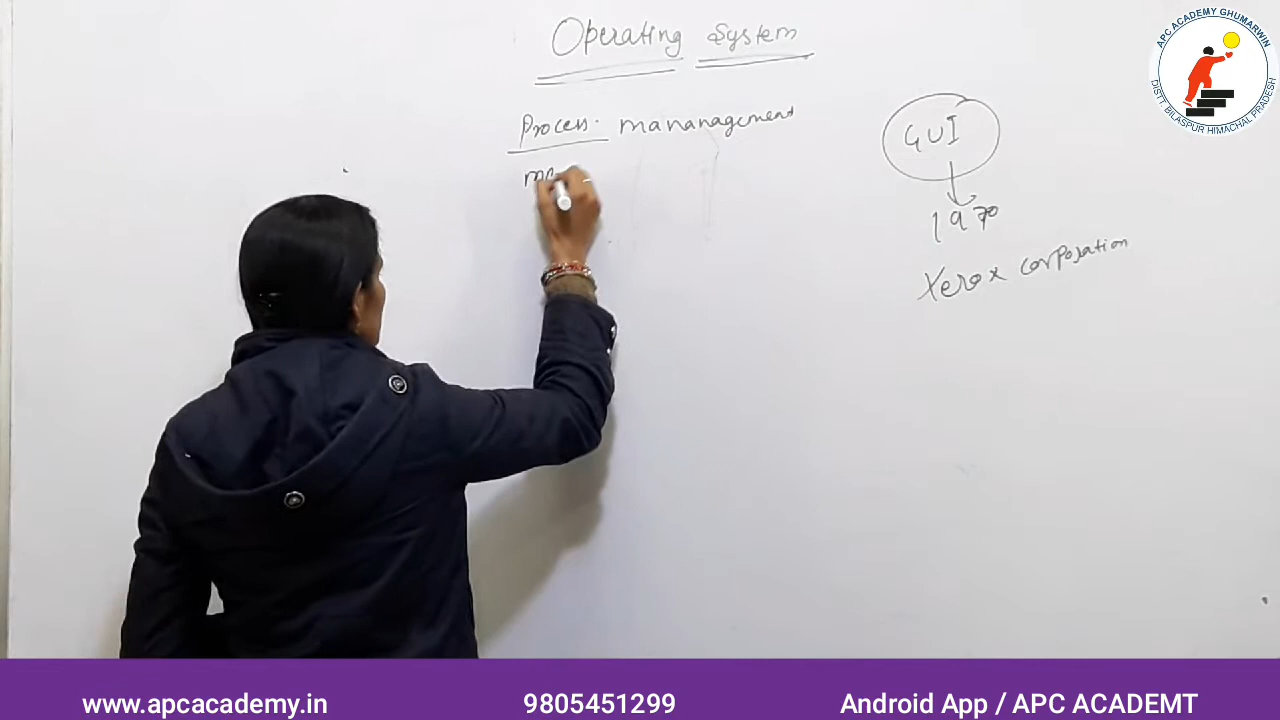 Operating System
Process. mananagement
GUI
1970
Xerox corporation
APC ACADEMY GHUMARWIN
DISTT. BILASPUR HIMACHAL PRADESH
www.apcacademy.in
9805451299
Android App / APC ACADEMT